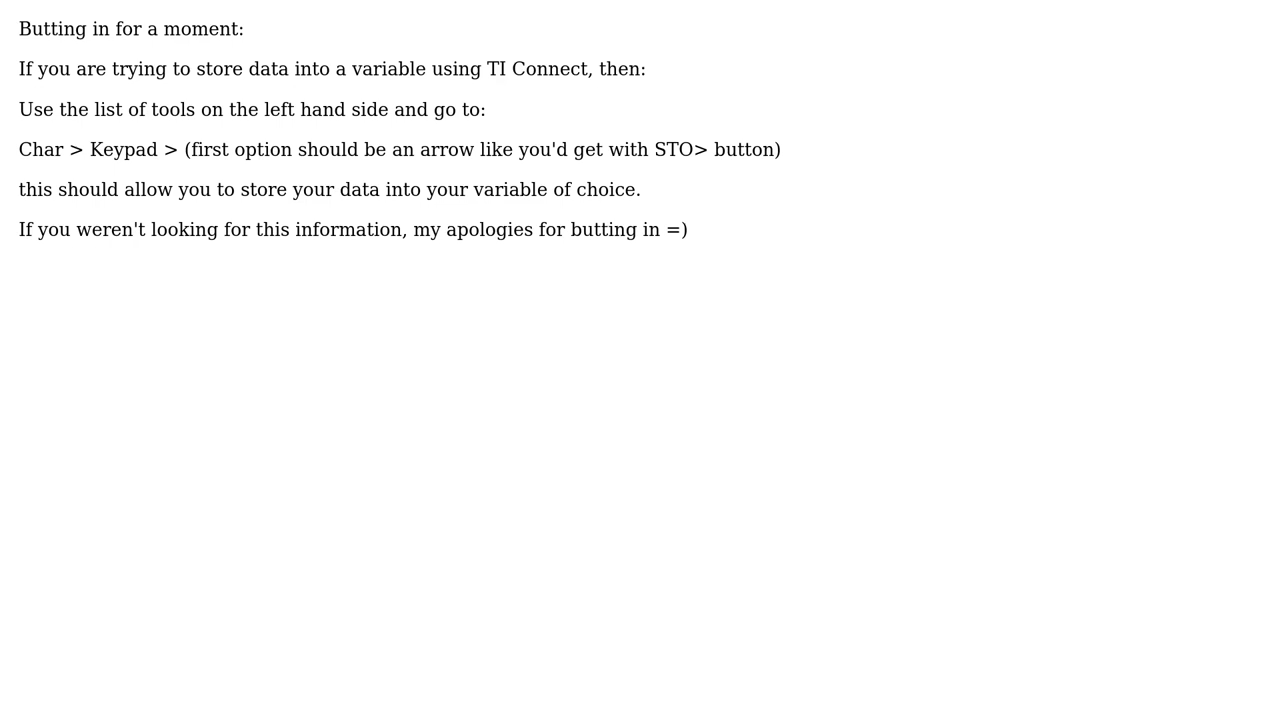 Butting in for a moment:
If you are trying to store data into a variable using TI Connect, then:
Use the list of tools on the left hand side and go to:
Char > Keypad > (first option should be an arrow like you'd get with STO> button)
this should allow you to store your data into your variable of choice.
If you weren't looking for this information, my apologies for butting in =)